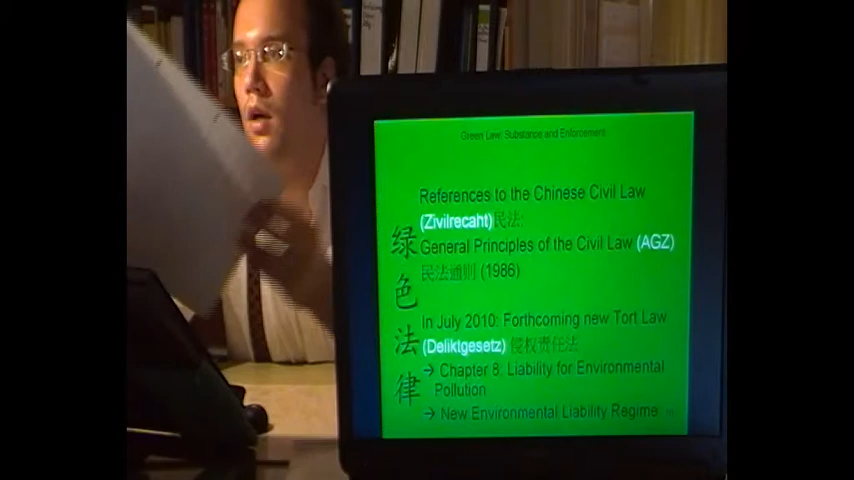 Green Law: Substance and Enforcement
References to the Chinese Civil Law
(Zivilrecaht)民法:
General Principles of the Civil Law (AGZ)
民法通则 (1986)
In July 2010: Forthcoming new Tort Law
(Deliktgesetz) 侵权责任法
→ Chapter 8: Liability for Environmental
Pollution
→ New Environmental Liability Regime
绿色法律